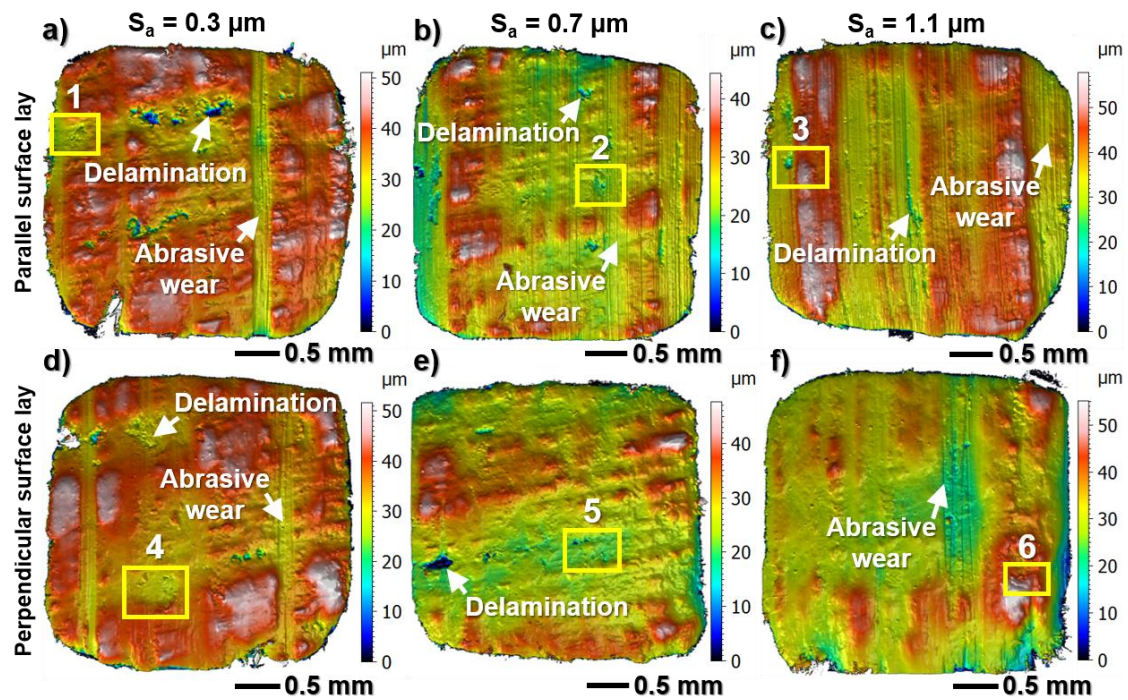 Sa = 0.3 µm
Sa = 0.7 µm
Sa = 1.1 µm
Parallel surface lay
a)
1
Delamination
Abrasive
wear
µm
50
40
30
20
10
0
0.5 mm
b)
Delamination
2
Abrasive
wear
µm
40
30
20
10
0
0.5 mm
c)
3
Abrasive
wear
Delamination
µm
50
40
30
20
10
0
0.5 mm
Perpendicular surface lay
d)
Delamination
Abrasive
wear
4
µm
50
40
30
20
10
0
0.5 mm
e)
5
Delamination
µm
40
30
20
10
0
0.5 mm
f)
Abrasive
wear
6
µm
50
40
30
20
10
0
0.5 mm